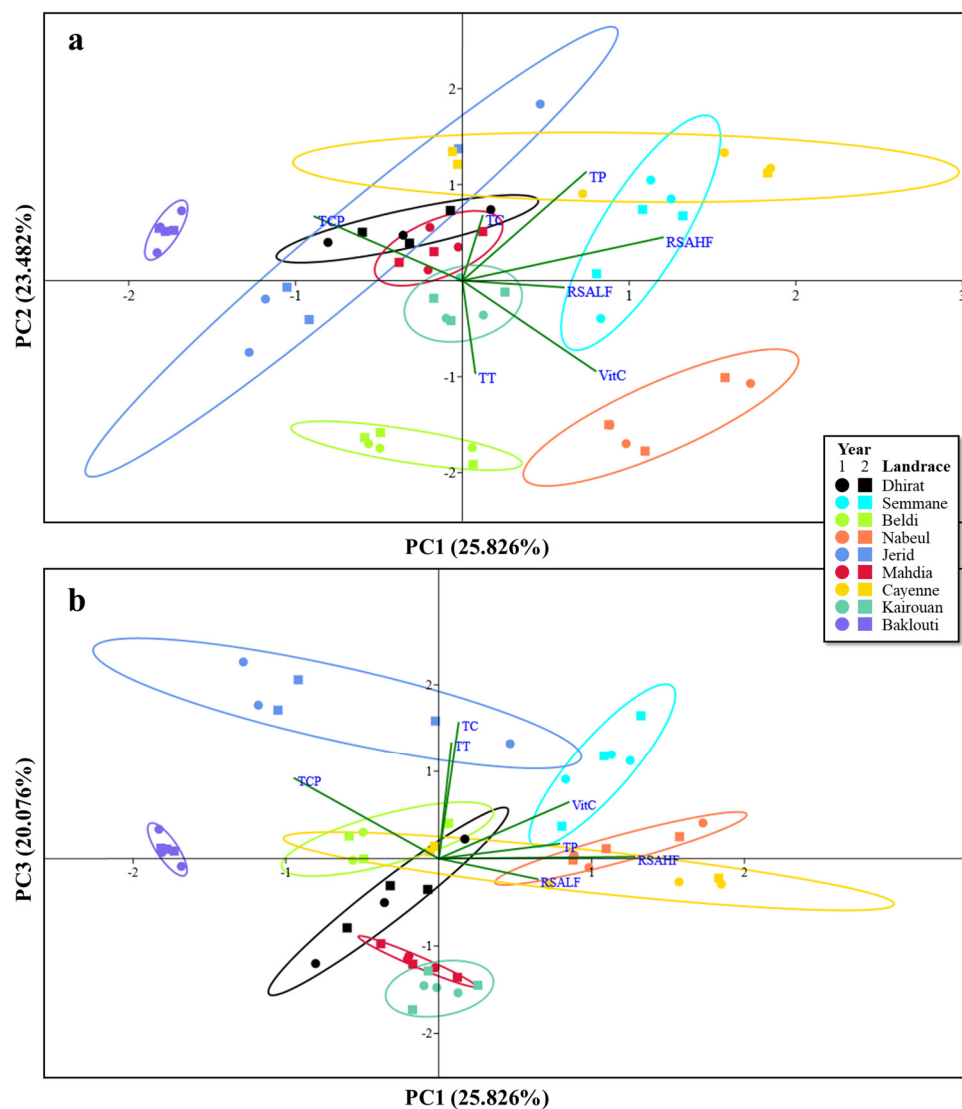 a
2
TP
1
TCP
TC
RSAHF
-2
-1
RSALF
1
2
3
PC2 (23.482%)
-1
VitC
TT
-2
PC1 (25.826%)
Year
1 2 Landrace
Dhirat
Semmane
Beldi
Nabeul
Jerid
Mahdia
Cayenne
Kairouan
Baklouti
b
2
TC
TT
1
TCP
VitC
TP
RSAHF
-2
-1
1
2
RSALF
PC3 (20.076%)
-1
-2
PC1 (25.826%)